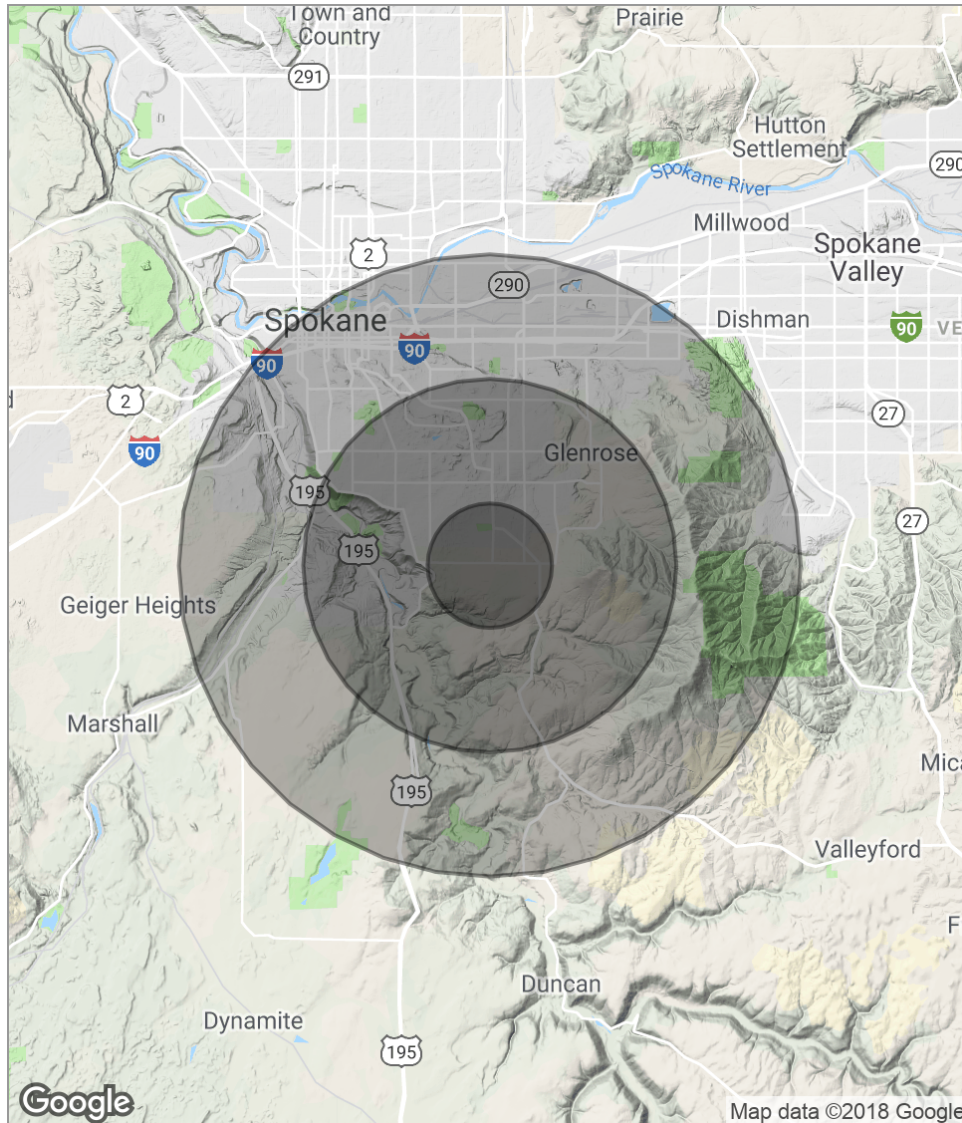 Town and
Country
Prairie
291
Hutton
Settlement
290
Spokane River
Millwood
2
Spokane
Valley
290
Spokane
Dishman
90
90
90
VE
2
27
90
Glenrose
195
27
195
Geiger Heights
Marshall
Mica
195
Valleyford
F
Duncan
Dynamite
195
Google
Map data ©2018 Google